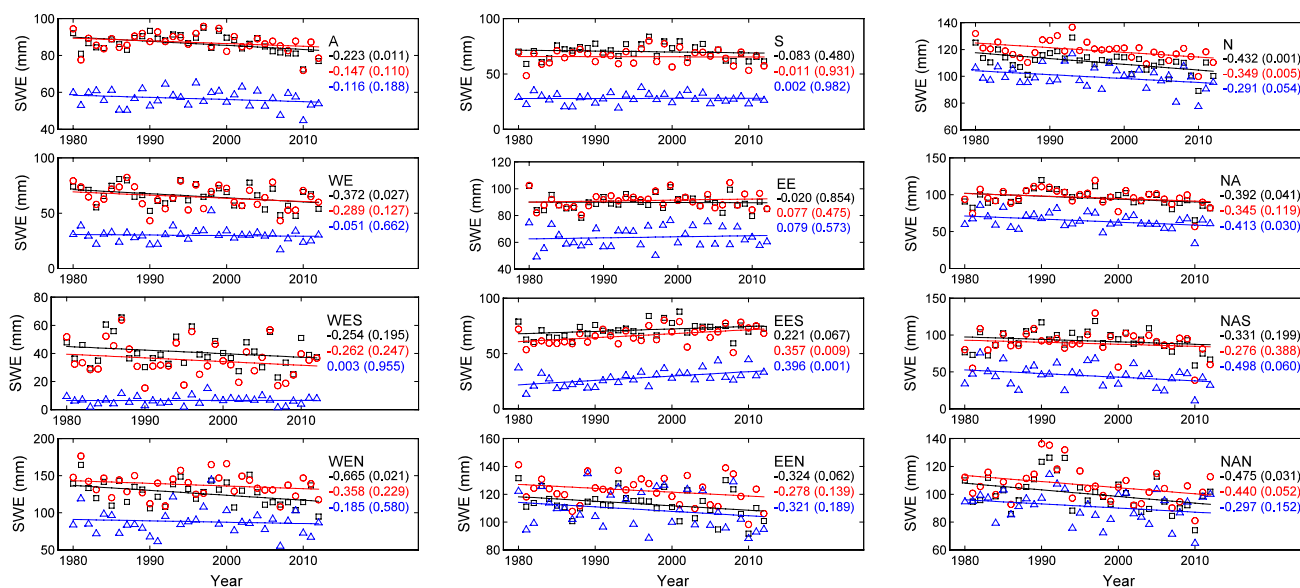 100
80
60
40
SWE (mm)
1980 1990 2000 2010
A
-0.223 (0.011)
-0.147 (0.110)
-0.116 (0.188)
100
50
0
SWE (mm)
1980 1990 2000 2010
S
-0.083 (0.480)
-0.011 (0.931)
0.002 (0.982)
140
120
100
80
60
SWE (mm)
1980 1990 2000 2010
N
-0.432 (0.001)
-0.349 (0.005)
-0.291 (0.054)
100
50
0
SWE (mm)
1980 1990 2000 2010
WE
-0.372 (0.027)
-0.289 (0.127)
-0.051 (0.662)
120
100
80
60
40
SWE (mm)
1980 1990 2000 2010
EE
-0.020 (0.854)
0.077 (0.475)
0.079 (0.573)
150
100
50
0
SWE (mm)
1980 1990 2000 2010
NA
-0.392 (0.041)
-0.345 (0.119)
-0.413 (0.030)
80
60
40
20
0
SWE (mm)
1980 1990 2000 2010
WES
-0.254 (0.195)
-0.262 (0.247)
0.003 (0.955)
100
50
0
SWE (mm)
1980 1990 2000 2010
EES
0.221 (0.067)
0.357 (0.009)
0.396 (0.001)
150
100
50
0
SWE (mm)
1980 1990 2000 2010
NAS
-0.331 (0.199)
-0.276 (0.388)
-0.498 (0.060)
200
150
100
50
SWE (mm)
1980 1990 2000 2010
Year
WEN
-0.665 (0.021)
-0.358 (0.229)
-0.185 (0.580)
160
140
120
100
80
SWE (mm)
1980 1990 2000 2010
Year
EEN
-0.324 (0.062)
-0.278 (0.139)
-0.321 (0.189)
140
120
100
80
60
SWE (mm)
1980 1990 2000 2010
Year
NAN
-0.475 (0.031)
-0.440 (0.052)
-0.297 (0.152)